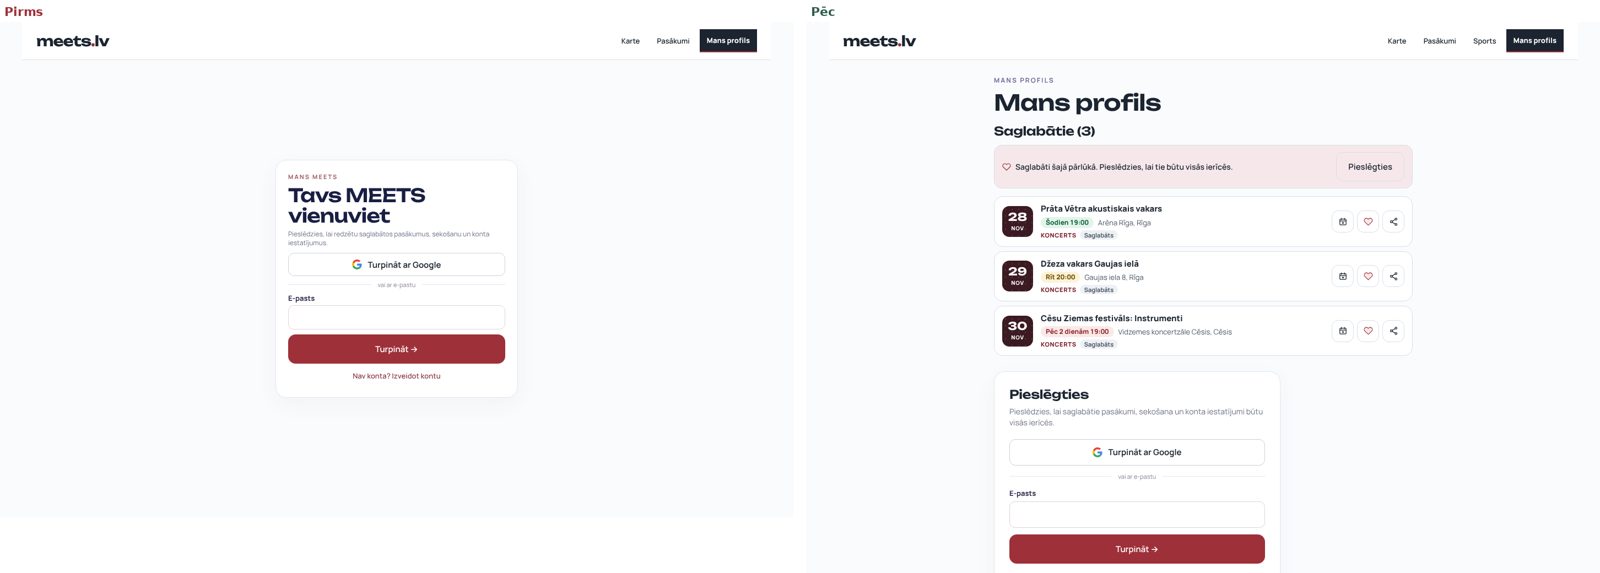 Pirms
meets.lv
Karte
Pasākumi
Mans profils
MANS MEETS
Tavs MEETS
vienuviet
Pieslēdzies, lai redzētu saglabātos pasākumus, sekošanu un konta
iestatījumus.
Turpināt ar Google
vai ar e-pastu
E-pasts
Turpināt →
Nav konta? Izveidot kontu
Pēc
meets.lv
Karte
Pasākumi
Sports
Mans profils
MANS PROFILS
Mans profils
Saglabātie (3)
Saglabāti šajā pārlūkā. Pieslēdzies, lai tie būtu visās ierīcēs.
Pieslēgties
28
NOV
Prāta Vētra akustiskais vakars
Šodien 19:00 Arēna Rīga, Rīga
KONCERTS Saglabāts
29
NOV
Džeza vakars Gaujas ielā
Rīt 20:00 Gaujas iela 8, Rīga
KONCERTS Saglabāts
30
NOV
Cēsu Ziemas festivāls: Instrumenti
Pēc 2 dienām 19:00 Vidzemes koncertzāle Cēsis, Cēsis
KONCERTS Saglabāts
Pieslēgties
Pieslēdzies, lai saglabātie pasākumi, sekošana un konta iestatījumi būtu
visās ierīcēs.
Turpināt ar Google
vai ar e-pastu
E-pasts
Turpināt →